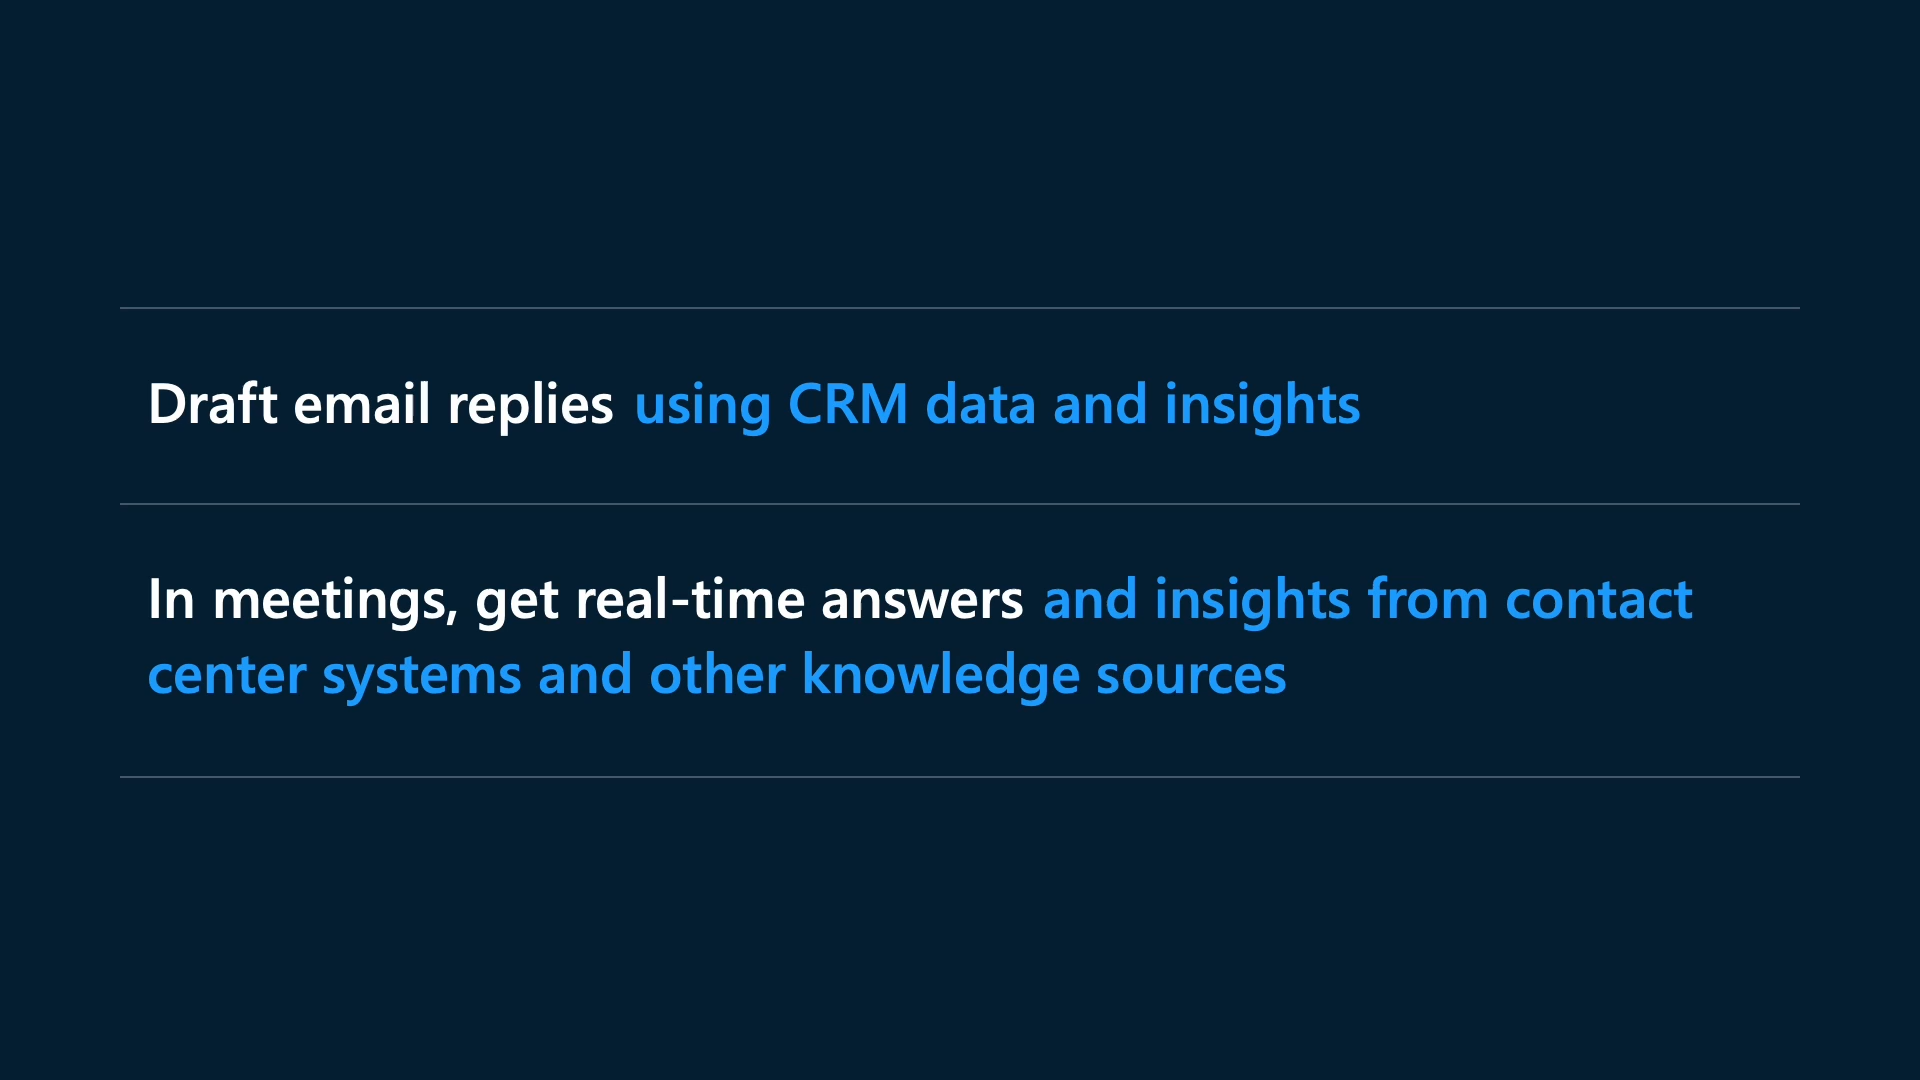 Draft email replies using CRM data and insights
In meetings, get real-time answers and insights from contact
center systems and other knowledge sources